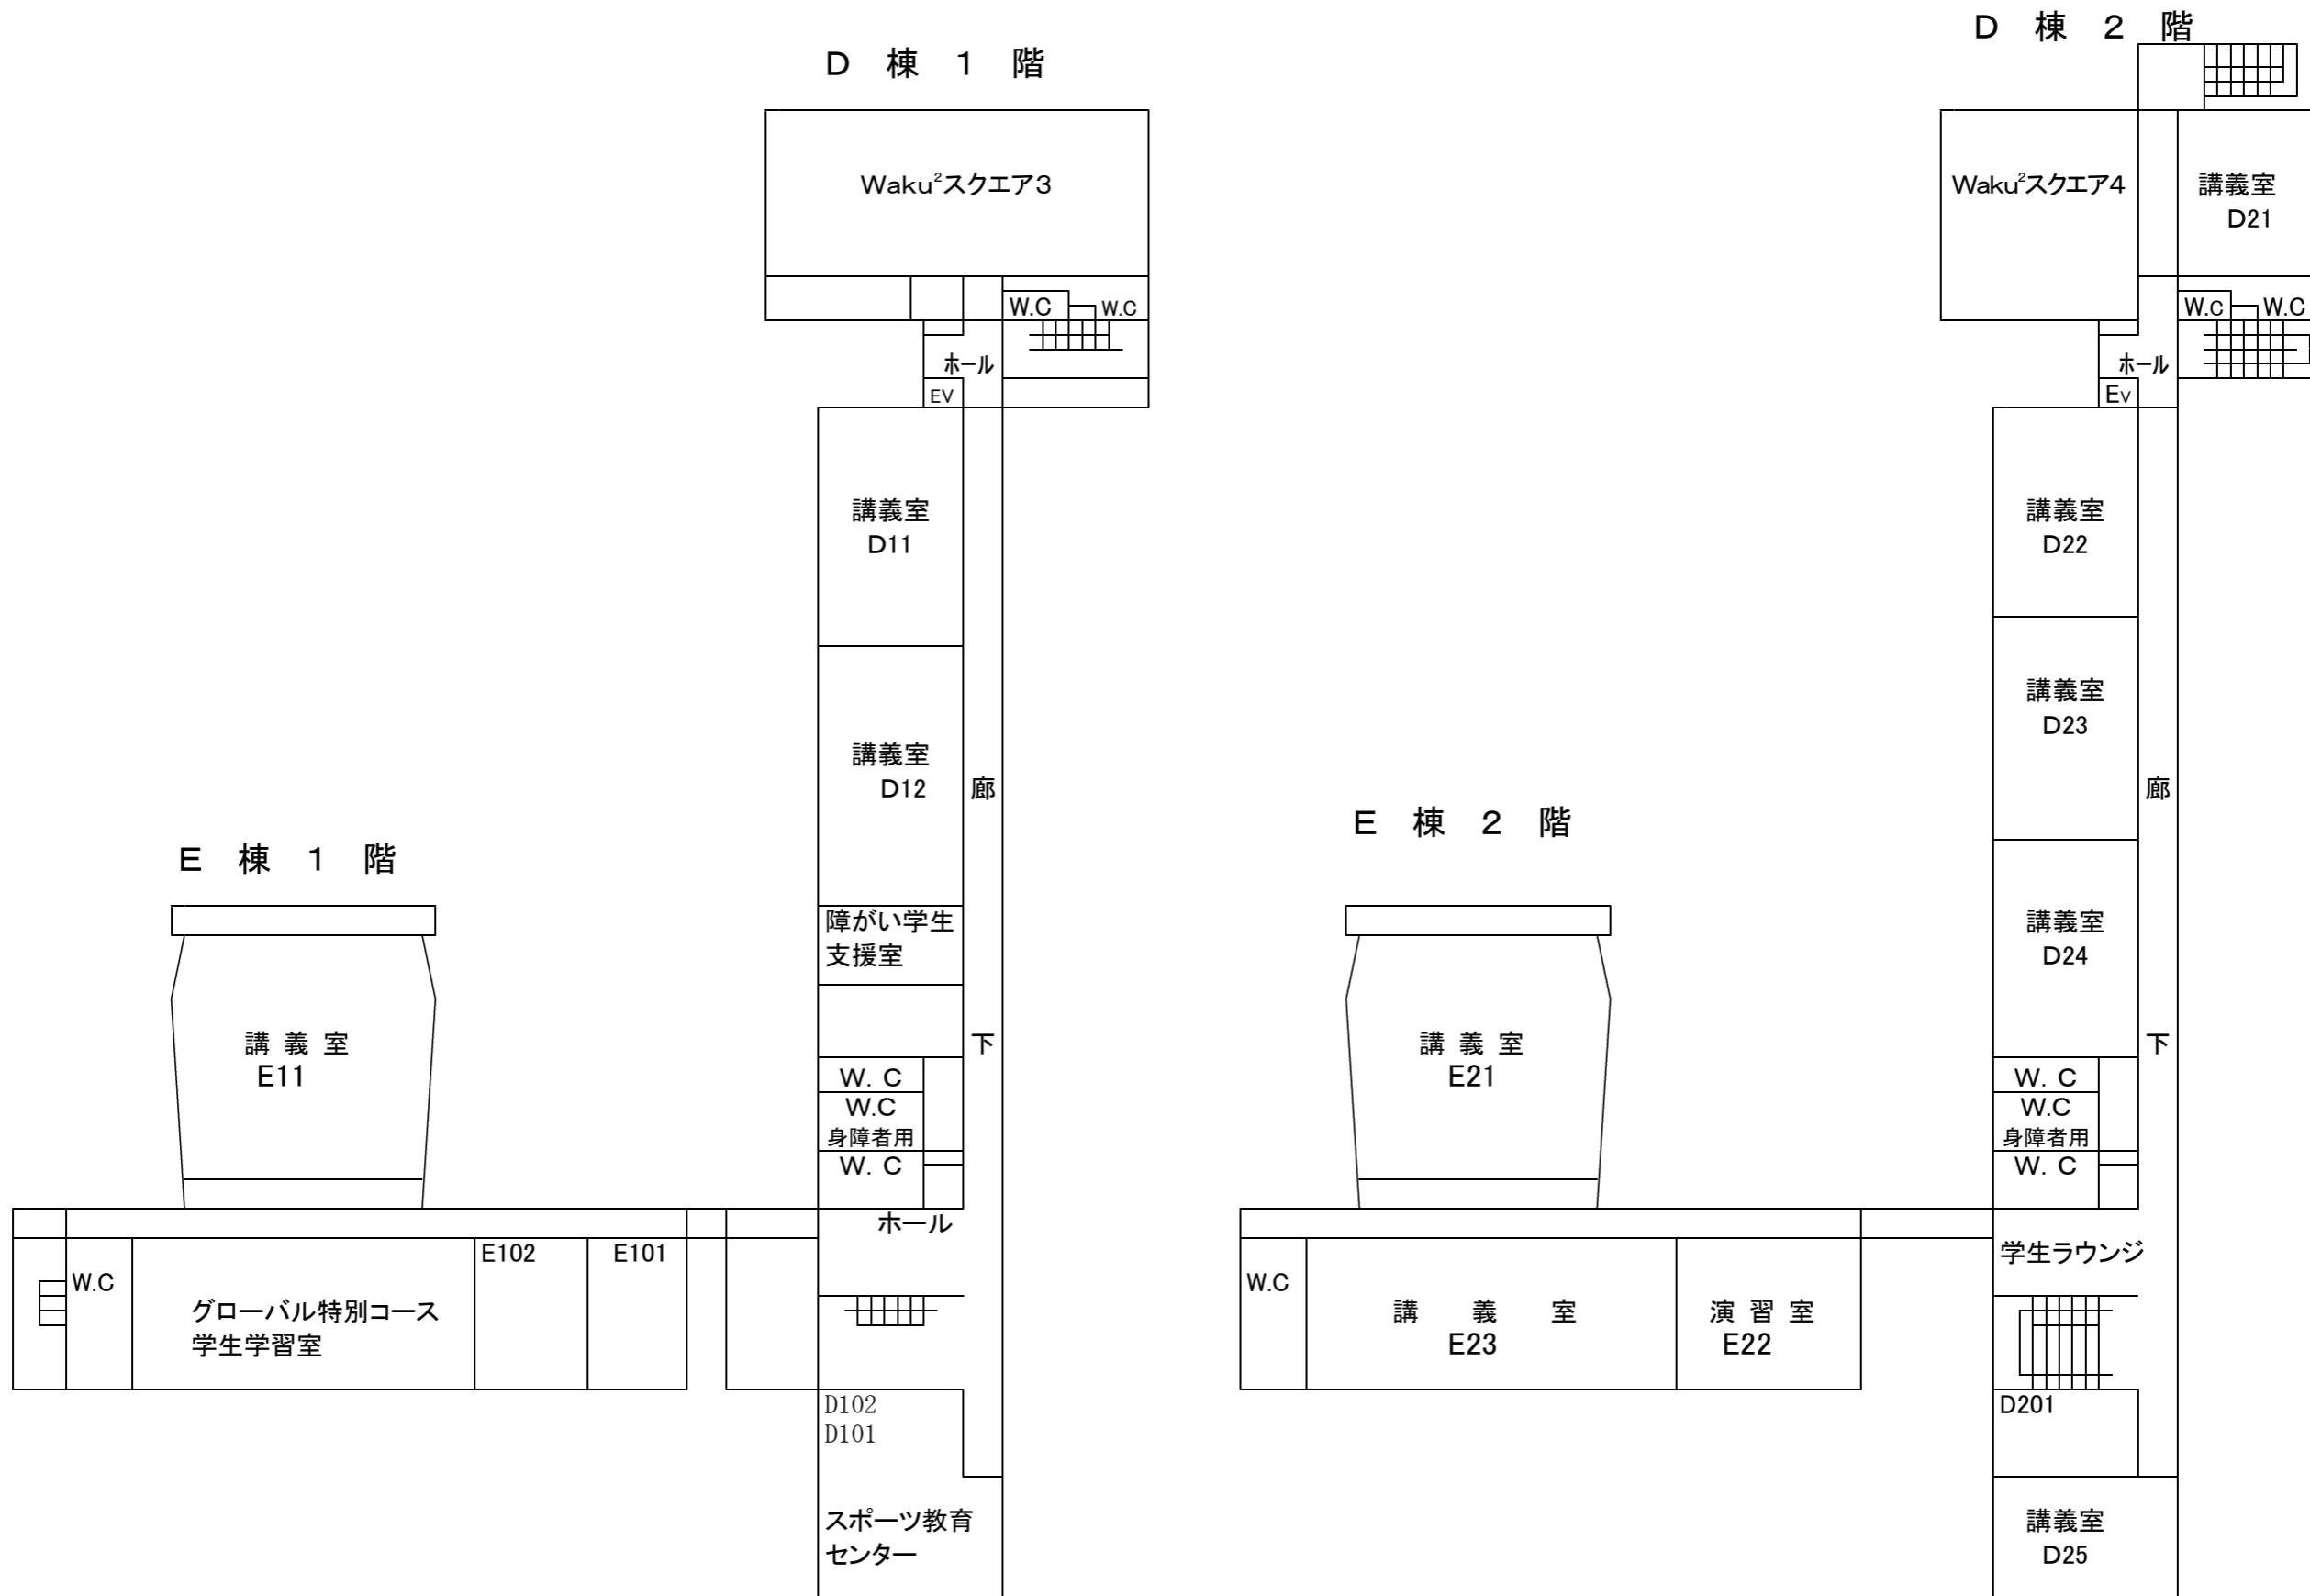 D 棟 1 階
Waku²スクエア3
W.C
W.C
ホール
EV
講義室
D11
講義室
D12
廊
下
障がい学生
支援室
W. C
W.C
身障者用
W. C
ホール
D102
D101
スポーツ教育
センター
E 棟 1 階
講 義 室
E11
W.C
グローバル特別コース
学生学習室
E102
E101
D 棟 2 階
Waku²スクエア4
講義室
D21
W.C
W.C
ホール
EV
講義室
D22
講義室
D23
廊
講義室
D24
下
W. C
W.C
身障者用
W. C
学生ラウンジ
D201
講義室
D25
E 棟 2 階
講 義 室
E21
W.C
講 義 室
E23
演 習 室
E22